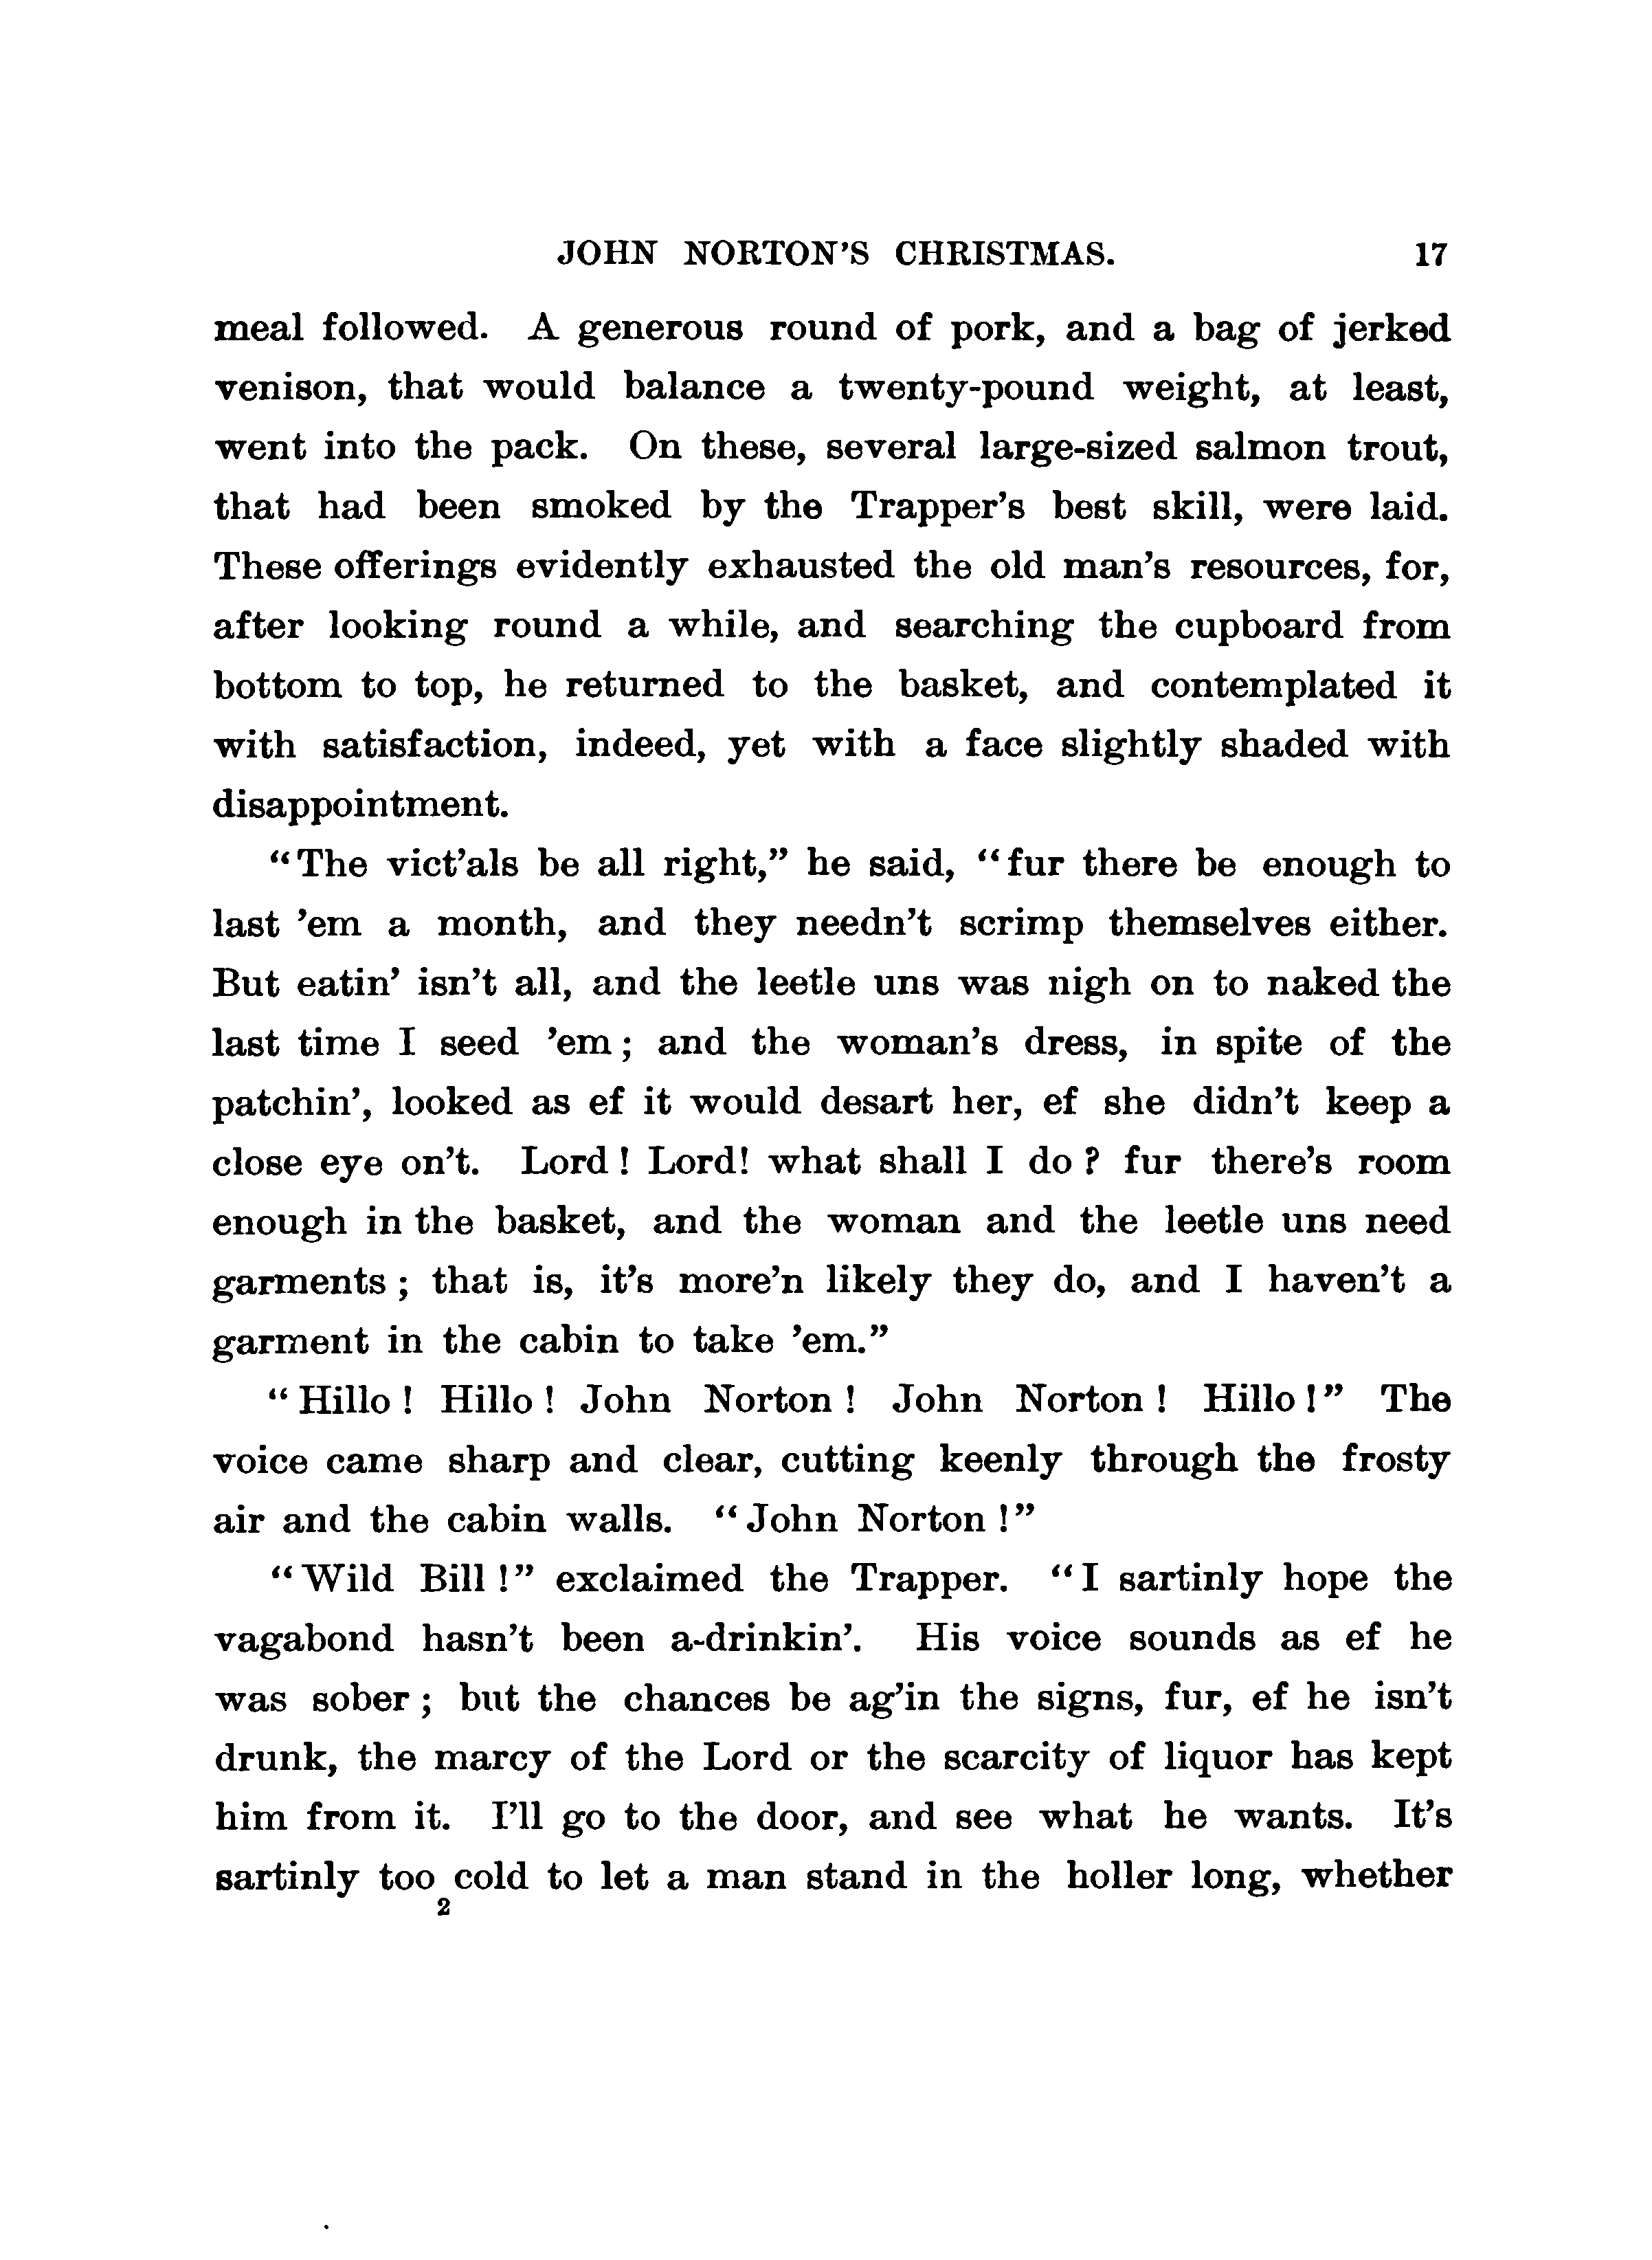 JOHN NORTON'S CHRISTMAS. 17
meal followed. A generous round of pork, and a bag of jerked
venison, that would balance a twenty-pound weight, at least,
went into the pack. On these, several large-sized salmon trout,
that had been smoked by the Trapper's best skill, were laid.
These offerings evidently exhausted the old man's resources, for,
after looking round a while, and searching the cupboard from
bottom to top, he returned to the basket, and contemplated it
with satisfaction, indeed, yet with a face slightly shaded with
disappointment.
“The vict'als be all right,” he said, “fur there be enough to
last 'em a month, and they needn't scrimp themselves either.
But eatin' isn't all, and the leetle uns was nigh on to naked the
last time I seed 'em; and the woman's dress, in spite of the
patchin', looked as ef it would desart her, ef she didn't keep a
close eye on't. Lord! Lord! what shall I do? fur there's room
enough in the basket, and the woman and the leetle uns need
garments; that is, it's more'n likely they do, and I haven't a
garment in the cabin to take 'em.”
“Hillo! Hillo! John Norton! John Norton! Hillo!” The
voice came sharp and clear, cutting keenly through the frosty
air and the cabin walls. “John Norton!”
“Wild Bill!” exclaimed the Trapper. “I sartinly hope the
vagabond hasn't been a-drinkin'. His voice sounds as ef he
was sober; but the chances be ag'in the signs, fur, ef he isn't
drunk, the marcy of the Lord or the scarcity of liquor has kept
him from it. I'll go to the door, and see what he wants. It's
sartinly too cold to let a man stand in the holler long, whether
2